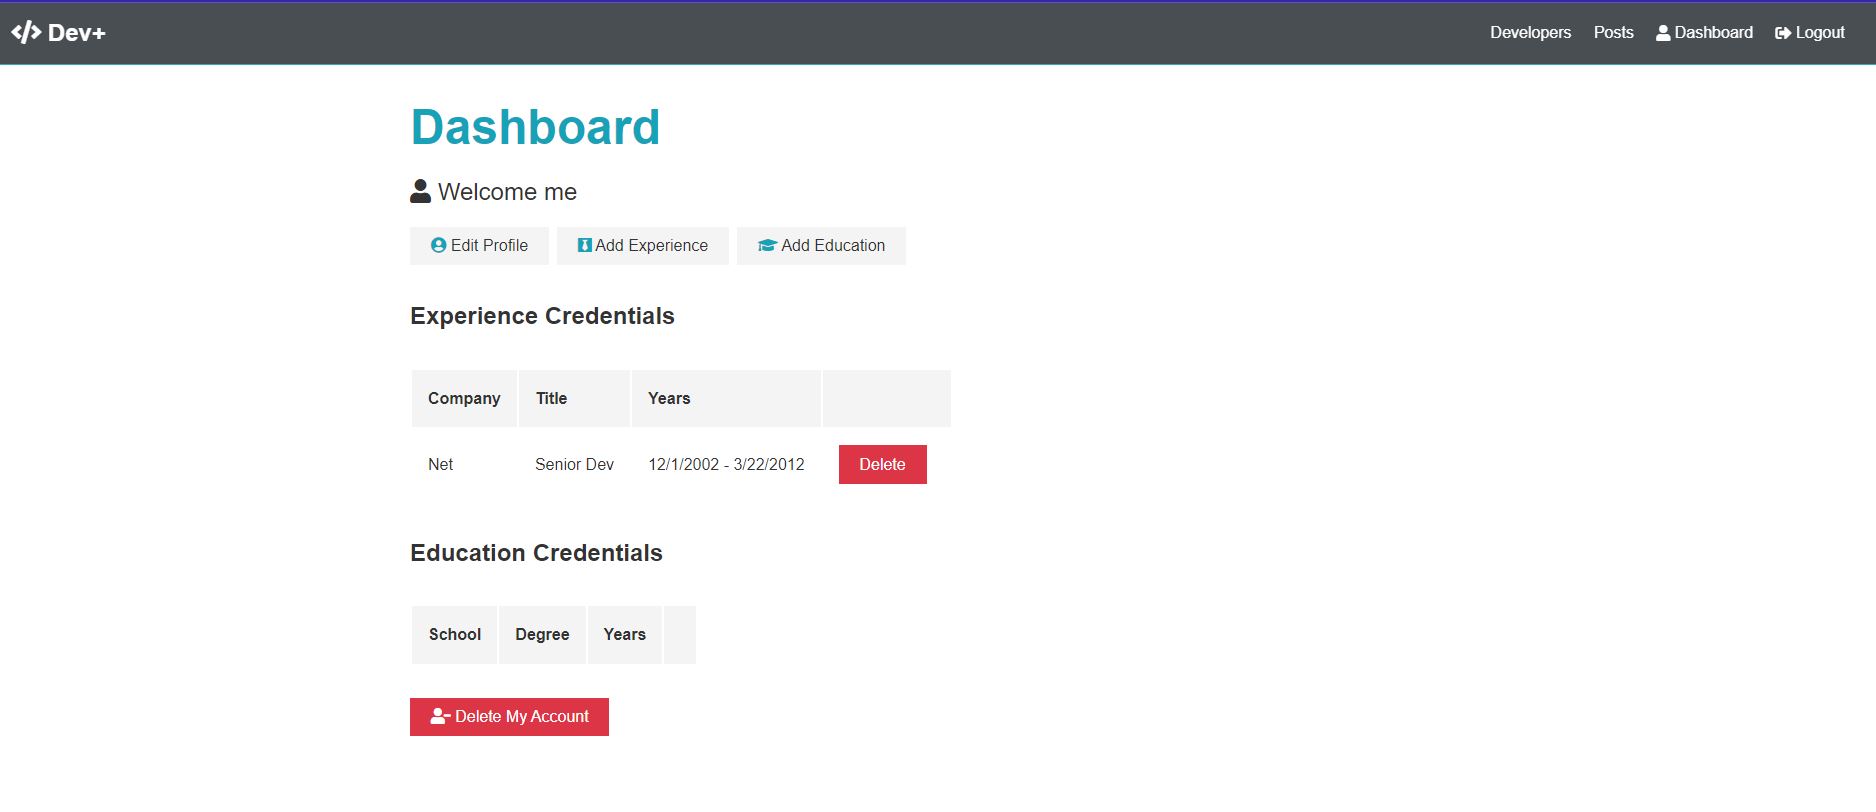 Dev+ Developers Posts Dashboard Logout
Dashboard
Welcome me
Edit Profile Add Experience Add Education
Experience Credentials
Company Title Years
Net Senior Dev 12/1/2002 - 3/22/2012 Delete
Education Credentials
School Degree Years
Delete My Account